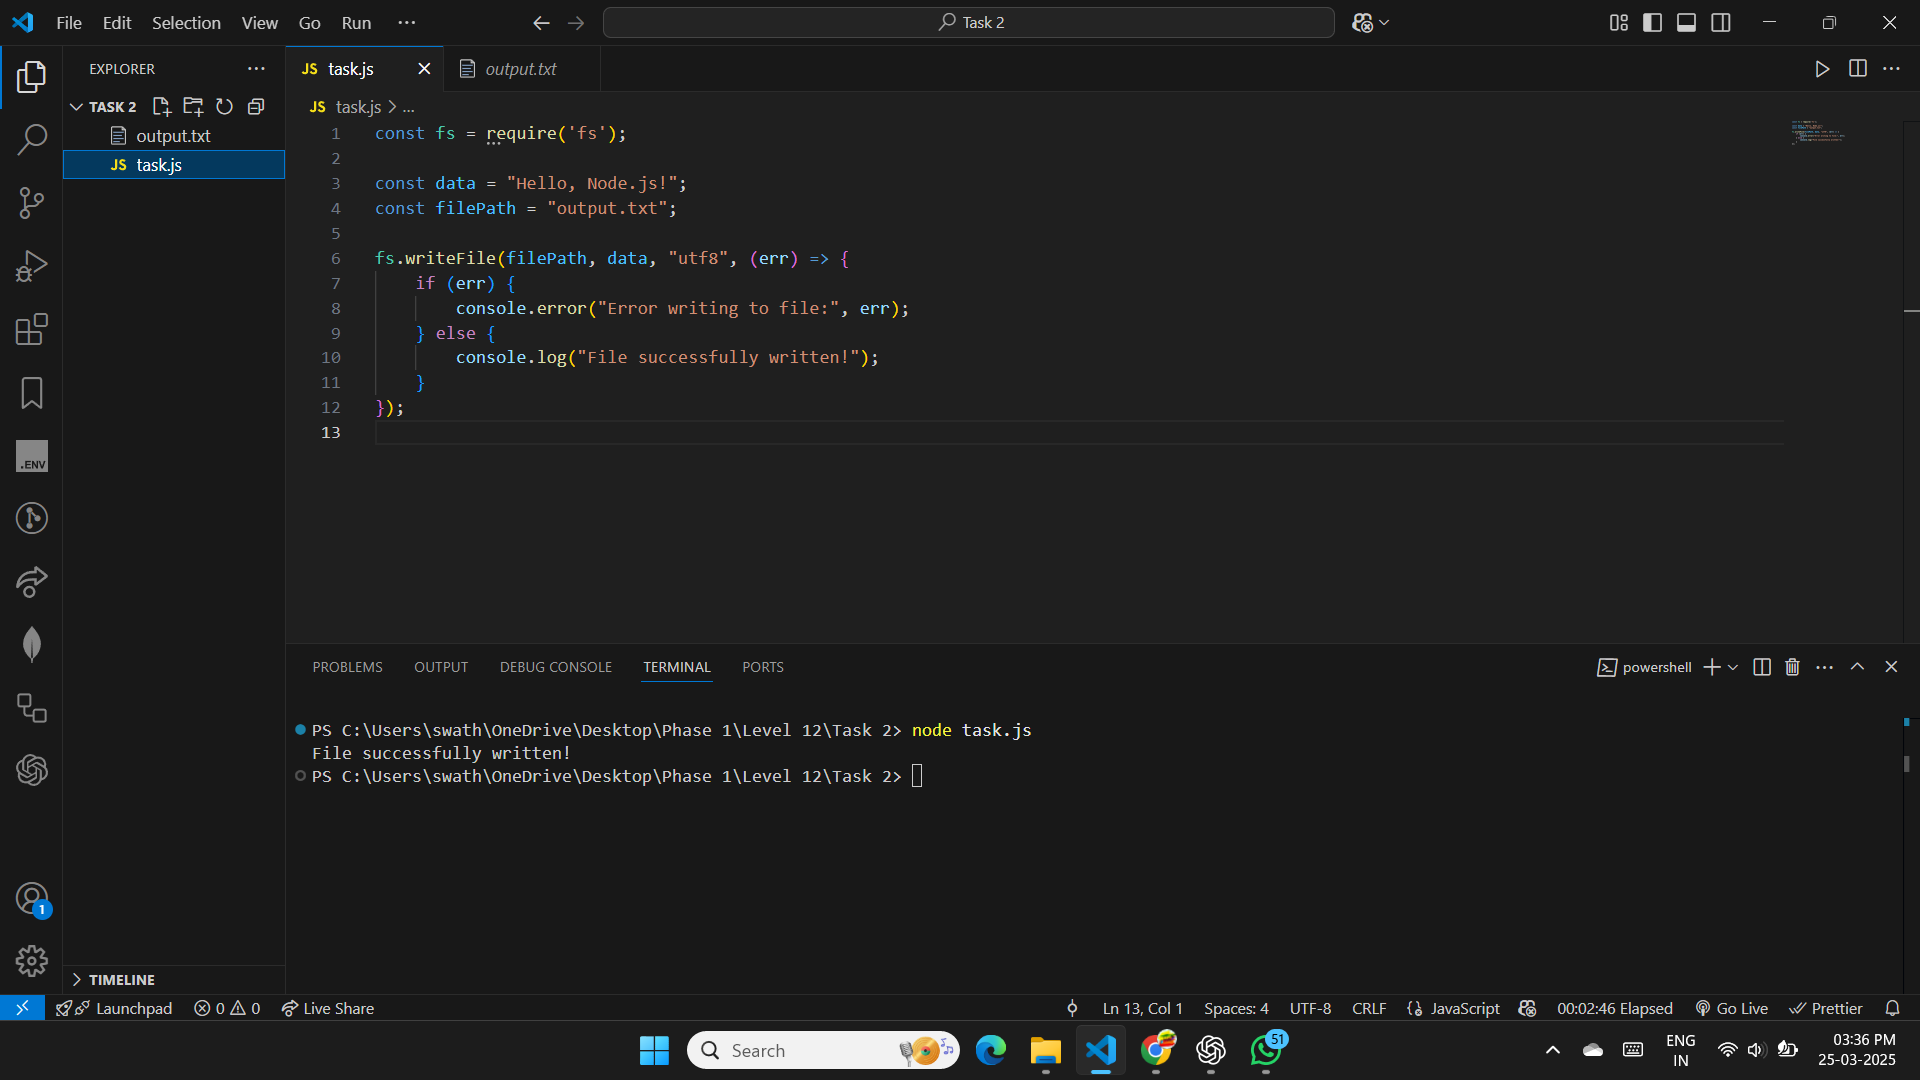 File Edit Selection View Go Run ···
Task 2
EXPLORER ···
TASK 2
output.txt
JS task.js
JS task.js
output.txt
JS task.js > ...
1 const fs = require('fs');
2
3 const data = "Hello, Node.js!";
4 const filePath = "output.txt";
5
6 fs.writeFile(filePath, data, "utf8", (err) => {
7 if (err) {
8 console.error("Error writing to file:", err);
9 } else {
10 console.log("File successfully written!");
11 }
12 });
13
PROBLEMS OUTPUT DEBUG CONSOLE TERMINAL PORTS
powershell
PS C:\Users\swath\OneDrive\Desktop\Phase 1\Level 12\Task 2> node task.js
File successfully written!
PS C:\Users\swath\OneDrive\Desktop\Phase 1\Level 12\Task 2>
.ENV
1
TIMELINE
Launchpad 0 0 Live Share
Ln 13, Col 1 Spaces: 4 UTF-8 CRLF {} JavaScript 00:02:46 Elapsed Go Live Prettier
Search
51
ENG
IN
03:36 PM
25-03-2025